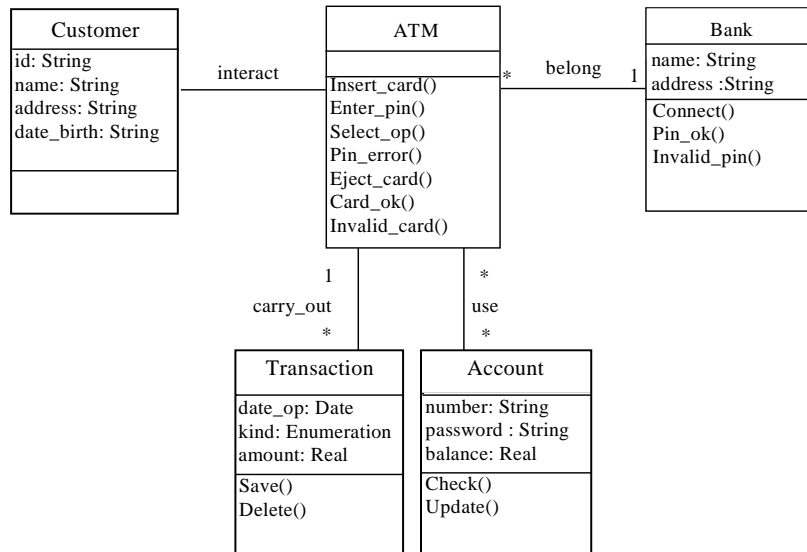 Customer
id: String
name: String
address: String
date_birth: String
interact
ATM
Insert_card()
Enter_pin()
Select_op()
Pin_error()
Eject_card()
Card_ok()
Invalid_card()
*
belong
1
Bank
name: String
address :String
Connect()
Pin_ok()
Invalid_pin()
1
carry_out
*
*
use
*
Transaction
date_op: Date
kind: Enumeration
amount: Real
Save()
Delete()
Account
number: String
password : String
balance: Real
Check()
Update()